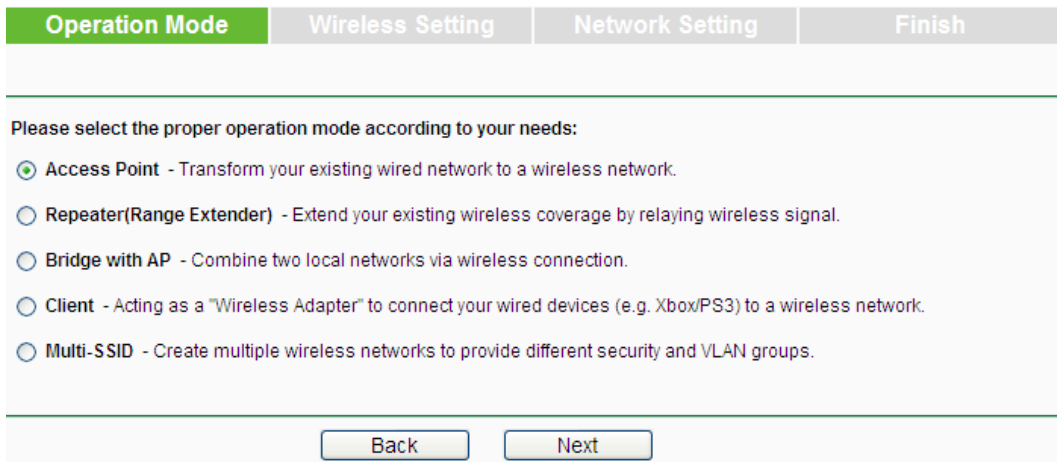 Operation Mode Wireless Setting Network Setting Finish
Please select the proper operation mode according to your needs:
Access Point - Transform your existing wired network to a wireless network.
Repeater(Range Extender) - Extend your existing wireless coverage by relaying wireless signal.
Bridge with AP - Combine two local networks via wireless connection.
Client - Acting as a "Wireless Adapter" to connect your wired devices (e.g. Xbox/PS3) to a wireless network.
Multi-SSID - Create multiple wireless networks to provide different security and VLAN groups.
Back Next